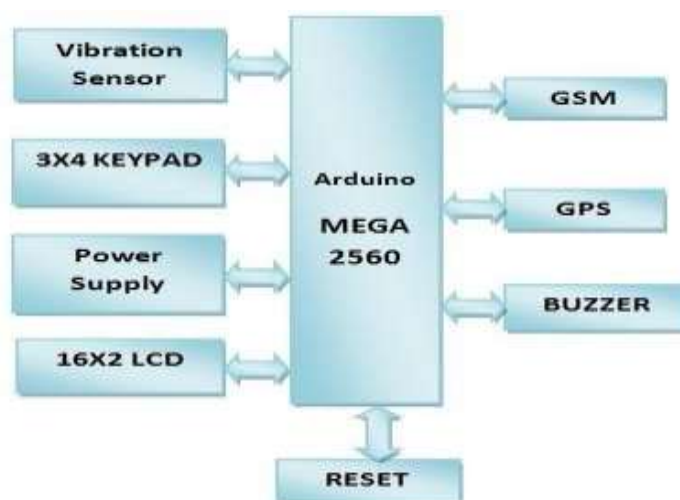 Vibration
Sensor
3X4 KEYPAD
Power
Supply
16X2 LCD
Arduino
MEGA
2560
GSM
GPS
BUZZER
RESET